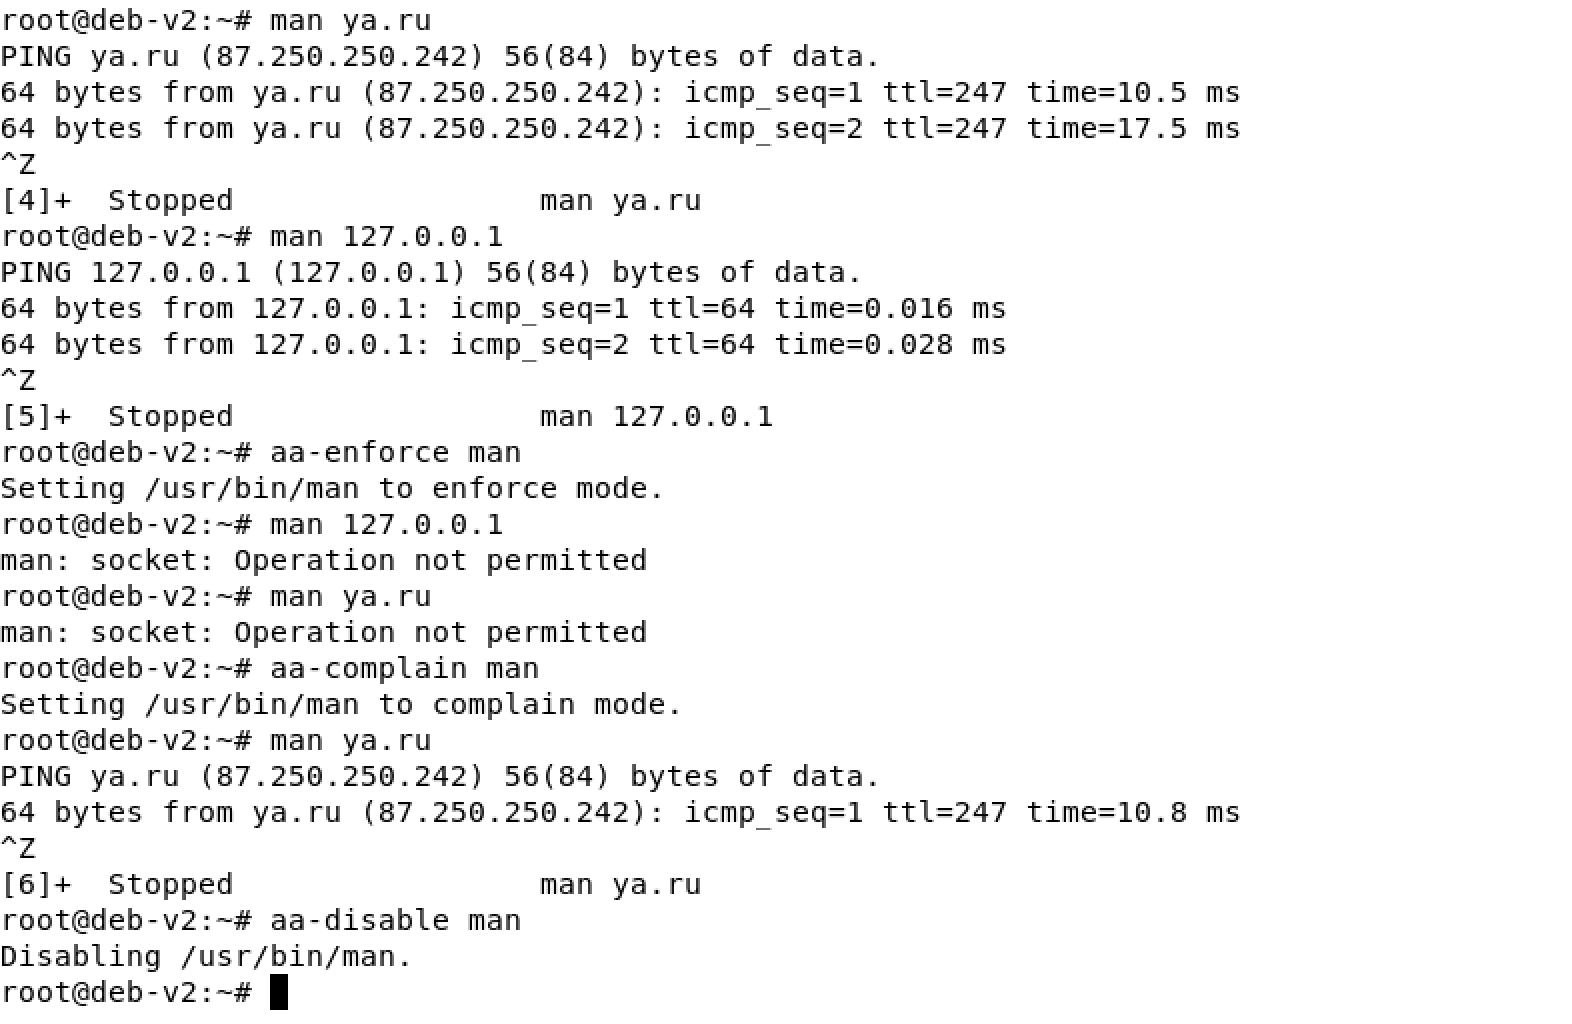 root@deb-v2:~# man ya.ru
PING ya.ru (87.250.250.242) 56(84) bytes of data.
64 bytes from ya.ru (87.250.250.242): icmp_seq=1 ttl=247 time=10.5 ms
64 bytes from ya.ru (87.250.250.242): icmp_seq=2 ttl=247 time=17.5 ms
^Z
[4]+  Stopped                 man ya.ru
root@deb-v2:~# man 127.0.0.1
PING 127.0.0.1 (127.0.0.1) 56(84) bytes of data.
64 bytes from 127.0.0.1: icmp_seq=1 ttl=64 time=0.016 ms
64 bytes from 127.0.0.1: icmp_seq=2 ttl=64 time=0.028 ms
^Z
[5]+  Stopped                 man 127.0.0.1
root@deb-v2:~# aa-enforce man
Setting /usr/bin/man to enforce mode.
root@deb-v2:~# man 127.0.0.1
man: socket: Operation not permitted
root@deb-v2:~# man ya.ru
man: socket: Operation not permitted
root@deb-v2:~# aa-complain man
Setting /usr/bin/man to complain mode.
root@deb-v2:~# man ya.ru
PING ya.ru (87.250.250.242) 56(84) bytes of data.
64 bytes from ya.ru (87.250.250.242): icmp_seq=1 ttl=247 time=10.8 ms
^Z
[6]+  Stopped                 man ya.ru
root@deb-v2:~# aa-disable man
Disabling /usr/bin/man.
root@deb-v2:~#